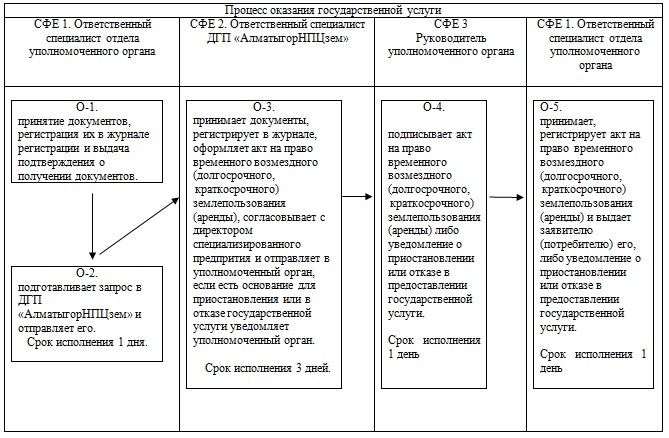 Процесс оказания государственной услуги
СФЕ 1. Ответственный
специалист отдела
уполномоченного органа
СФЕ 2. Ответственный специалист
ДГП «АлматыгорНПЦзем»
СФЕ 3
Руководитель
уполномоченного органа
СФЕ 1. Ответственный
специалист отдела
уполномоченного
органа
О-1.
принятие документов,
регистрация их в журнале
регистрации и выдача
подтверждения о
получении документов.
О-2.
подготавливает запрос в
ДГП
«АлматыгорНПЦзем» и
отправляет его.
Срок исполнения 1 дня.
О-3.
принимает документы,
регистрирует в журнале,
оформляет акт на право
временного возмездного
(долгосрочного,
краткосрочного)
землепользования
(аренды), согласовывает с
директором
специализированного
предприятия и отправляет в
уполномоченный орган,
если есть основание для
приостановления или в
отказе государственной
услуги уведомляет
уполномоченный орган.
Срок исполнения 3 дней.
О-4.
подписывает акт
на право
временного
возмездного
(долгосрочного,
краткосрочного)
землепользования
(аренды) либо
уведомление о
приостановлении
или отказе в
предоставлении
государственной
услуги.
Срок исполнения
1 день
О-5.
принимает,
регистрирует акт на
право временного
возмездного
(долгосрочного,
краткосрочного)
землепользования
(аренды) и выдает
заявителю
(потребителю) его,
либо уведомление о
приостановлении
или отказе в
предоставлении
государственной
услуги.
Срок исполнения 1
день